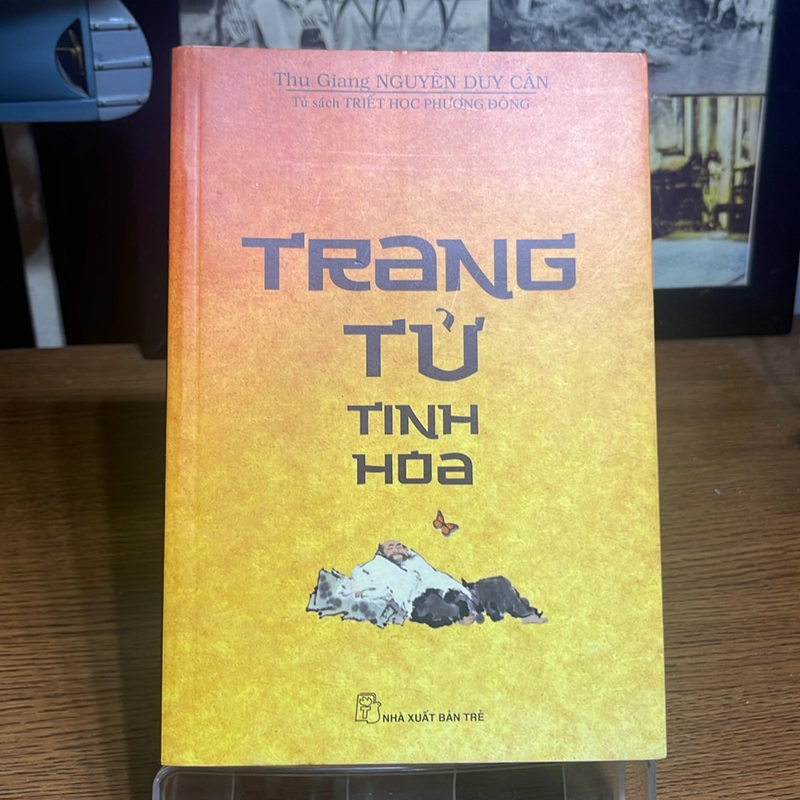 Thu Giang NGUYỄN DUY CẦN
Tủ sách TRIẾT HỌC PHƯƠNG ĐÔNG
TRANG
TỬ
TINH
HOA
NHÀ XUẤT BẢN TRẺ